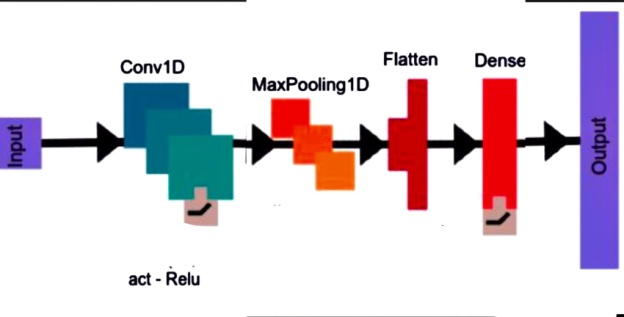 Input
Conv1D
MaxPooling1D
Flatten
Dense
Output
act - Relu